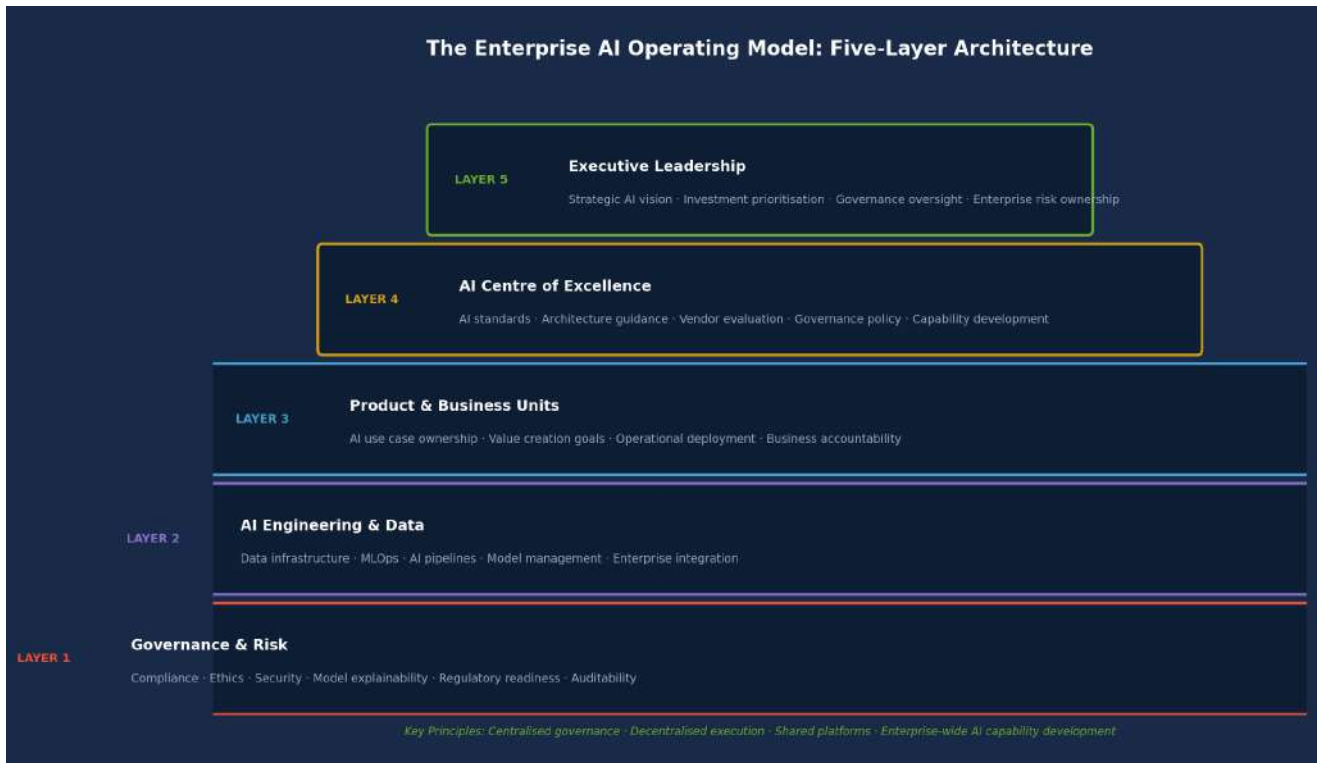 The Enterprise AI Operating Model: Five-Layer Architecture
Executive Leadership
LAYER 5
Strategic AI vision · Investment prioritisation · Governance oversight · Enterprise risk ownership
AI Centre of Excellence
LAYER 4
AI standards · Architecture guidance · Vendor evaluation · Governance policy · Capability development
Product & Business Units
LAYER 3
AI use case ownership · Value creation goals · Operational deployment · Business accountability
AI Engineering & Data
LAYER 2
Data infrastructure · MLOps · AI pipelines · Model management · Enterprise integration
Governance & Risk
LAYER 1
Compliance · Ethics · Security · Model explainability · Regulatory readiness · Auditability
Key Principles: Centralised governance · Decentralised execution · Shared platforms · Enterprise-wide AI capability development